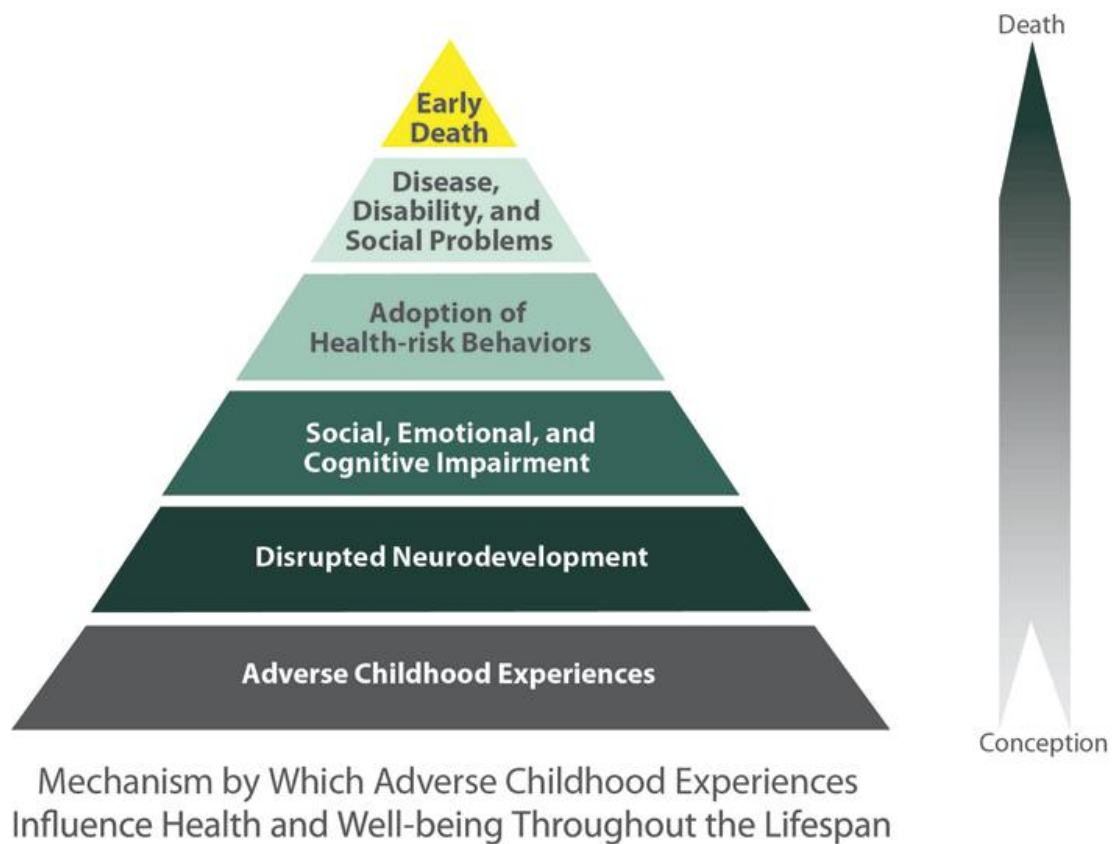 Death
Early
Death
Disease,
Disability, and
Social Problems
Adoption of
Health-risk Behaviors
Social, Emotional, and
Cognitive Impairment
Disrupted Neurodevelopment
Adverse Childhood Experiences
Conception
Mechanism by Which Adverse Childhood Experiences
Influence Health and Well-being Throughout the Lifespan